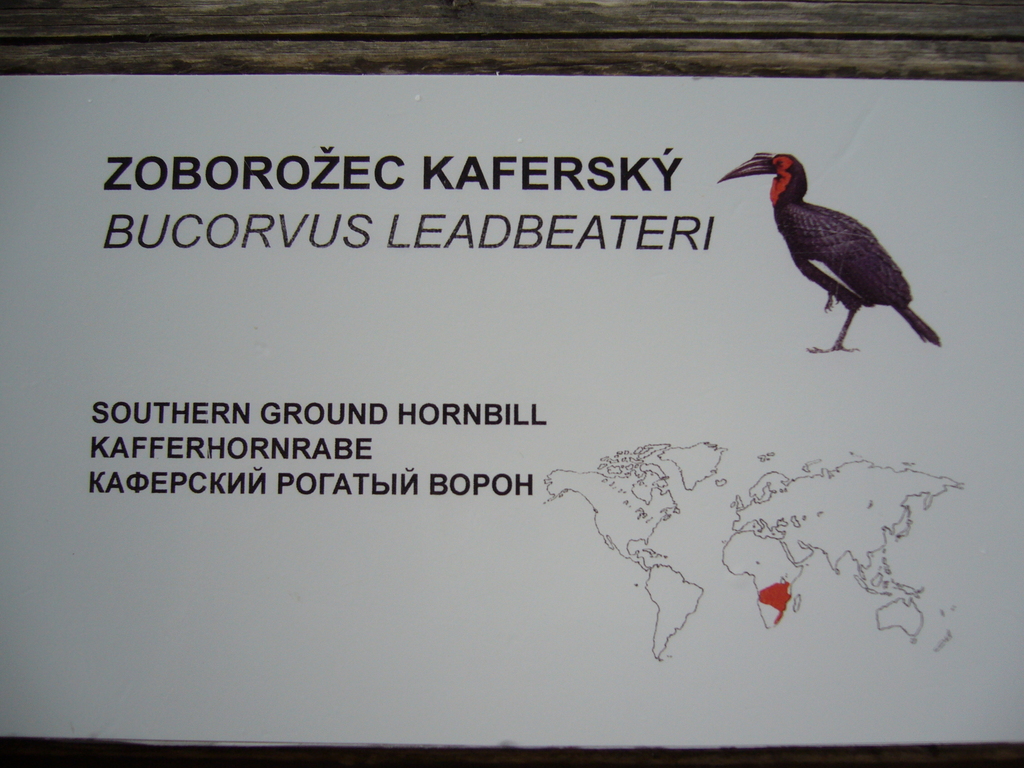 ZOBOROŽEC KAFERSKÝ
BUCORVUS LEADBEATERI
SOUTHERN GROUND HORNBILL
KAFFERHORNRABE
КАФЕРСКИЙ РОГАТЫЙ ВОРОН